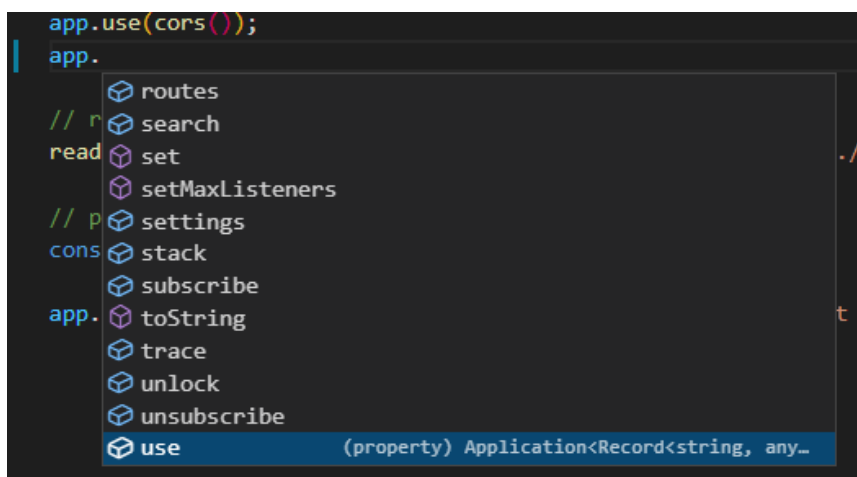 app.use(cors());
app.
routes
// r search
read set ./
setMaxListeners
// p settings
cons stack
subscribe
app. toString t
trace
unlock
unsubscribe
use (property) Application<Record<string, any…